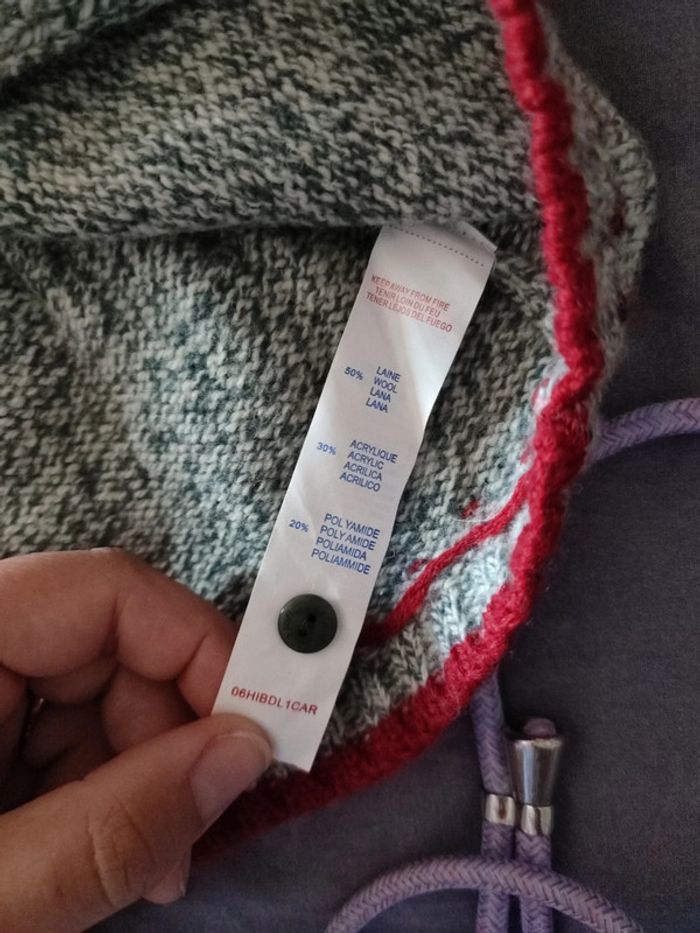 KEEP AWAY FROM FIRE
TENIR LOIN DU FEU
TENER LEJOS DEL FUEGO
50% LAINE
WOOL
LANA
LANA
30% ACRYLIQUE
ACRYLIC
ACRILICA
ACRILICO
20% POLYAMIDE
POLYAMIDE
POLIAMIDA
POLIAMMIDE
06HIBDL1CAR